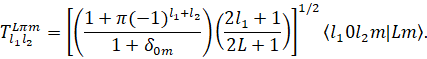 T_{l_1 l_2}^{Lπm} = [((1 + π(−1)^{l_1+l_2})/(1 + δ_{0m})) ((2l_1 + 1)/(2L + 1))]^{1/2} ⟨l_1 0 l_2 m|Lm⟩.